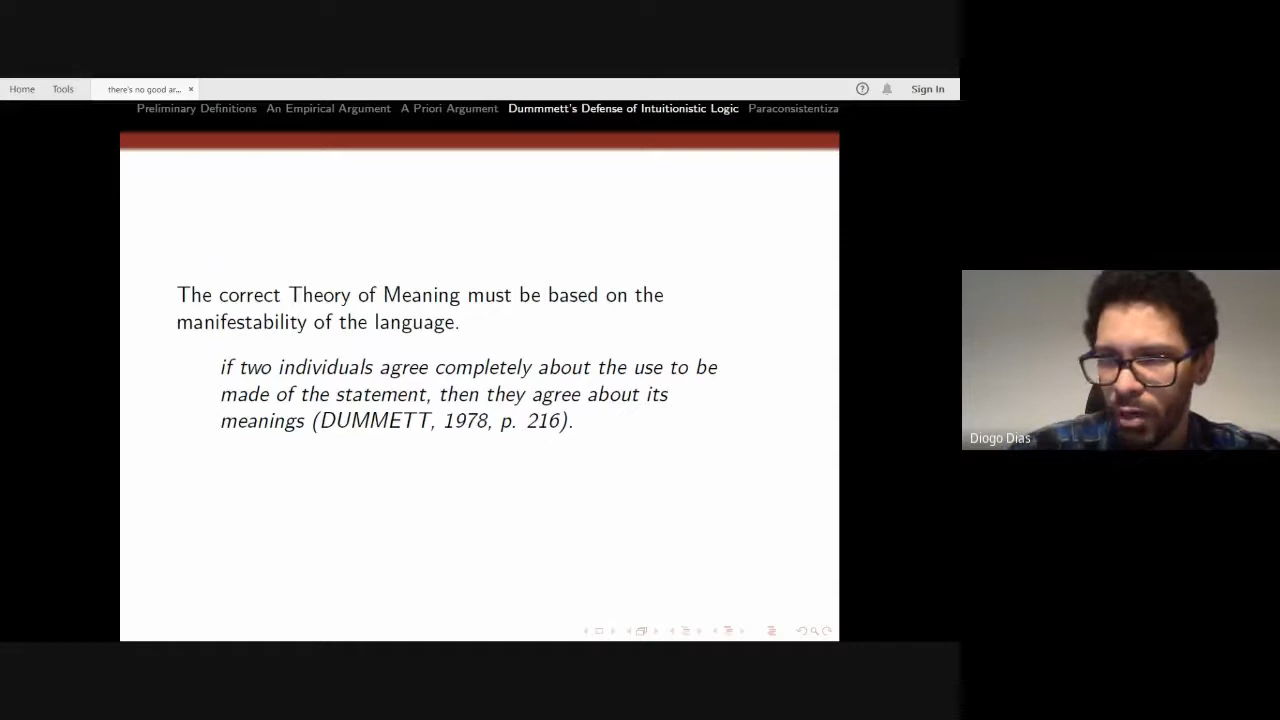 Home Tools there's no good ar... × ? Sign In
Preliminary Definitions An Empirical Argument A Priori Argument Dummmett's Defense of Intuitionistic Logic Paraconsistentiza
The correct Theory of Meaning must be based on the
manifestability of the language.
if two individuals agree completely about the use to be
made of the statement, then they agree about its
meanings (DUMMETT, 1978, p. 216).
Diogo Dias